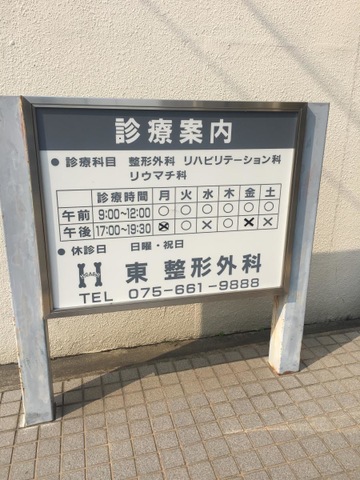 診療案内
● 診療科目 整形外科 リハビリテーション科
リウマチ科
診療時間 月 火 水 木 金 土
午前 9:00~12:00 ○ ○ ○ ○ ○ ○
午後 17:00~19:30 × ○ × ○ × ×
● 休診日 日曜・祝日
東 整形外科
TEL 075-661-9888